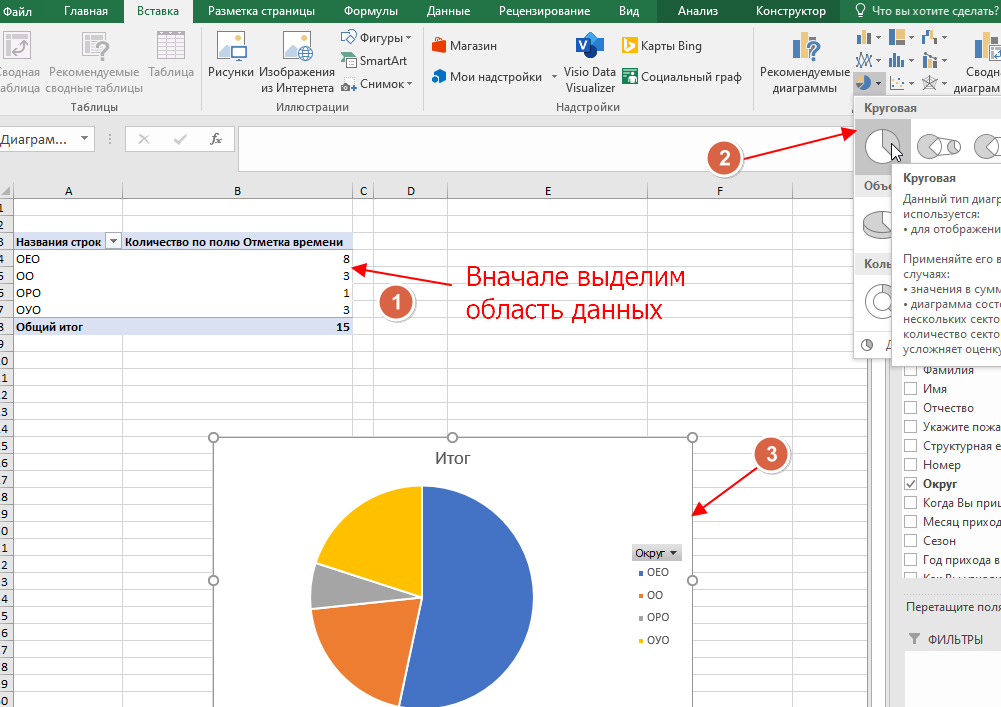 Файл Главная Вставка Разметка страницы Формулы Данные Рецензирование Вид Анализ Конструктор Что вы хотите сделать?
Сводная Рекомендуемые Таблица
таблица сводные таблицы
Таблицы
Рисунки Изображения
из Интернета
Фигуры
SmartArt
Снимок
Иллюстрации
Магазин
Мои надстройки
Visio Data
Visualizer
Карты Bing
Социальный граф
Надстройки
Рекомендуемые
диаграммы
Сводн
диаграм
Диаграм...
fx
Круговая
Круговая
Данный тип диагр
используется:
• для отображени
Применяйте его в
случаях:
• значения в сумм
• диаграмма состо
нескольких секто
количество секто
усложняет оценку
Объе
Коль
Д
A B C D E F
3 Названия строк Количество по полю Отметка времени
4 ОЕО 8
5 ОО 3
6 ОРО 1
7 ОУО 3
8 Общий итог 15
1
2
3
Вначале выделим
область данных
Итог
Округ
ОЕО
ОО
ОРО
ОУО
Фамилия
Имя
Отчество
Укажите пожа
Структурная е
Номер
Округ
Когда Вы приш
Месяц приход
Сезон
Год прихода в
Перетащите поля
ФИЛЬТРЫ